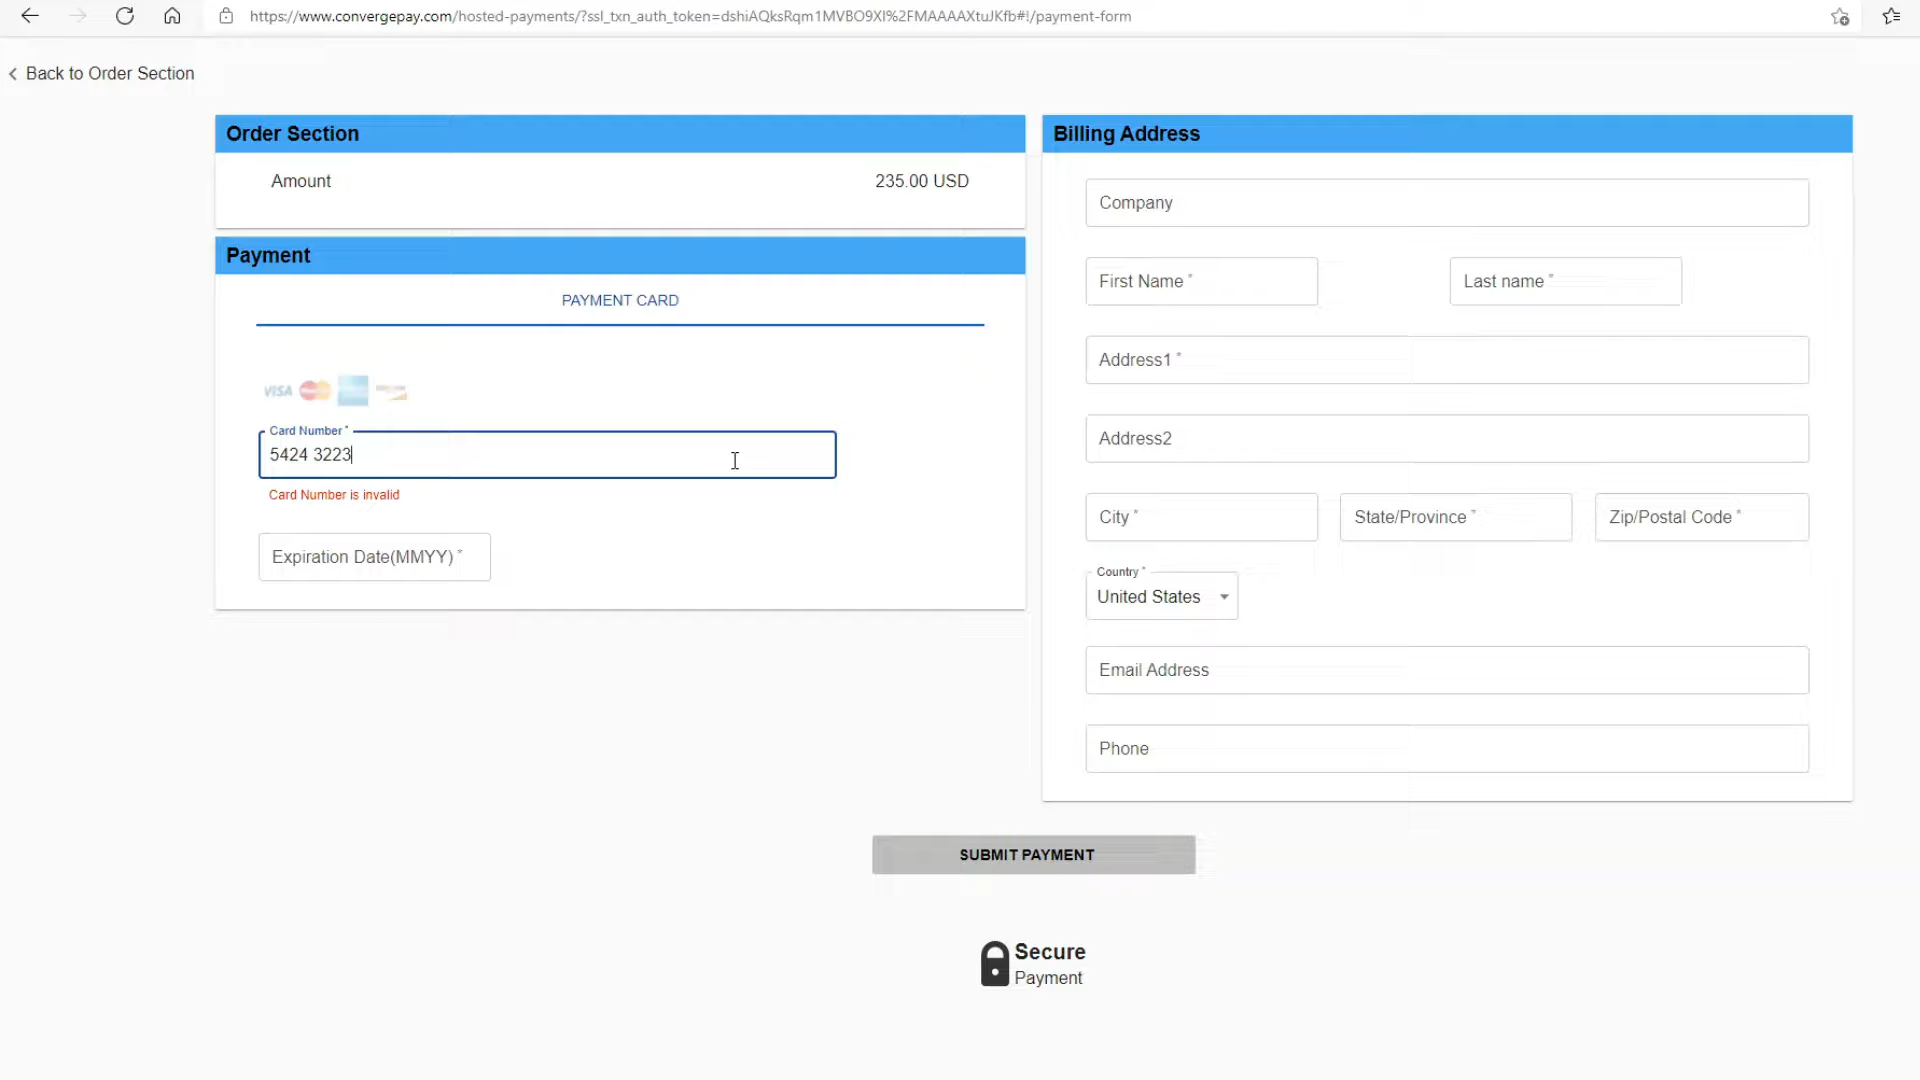 https://www.convergepay.com/hosted-payments/?ssl_txn_auth_token=dshiAQksRqm1MVBO9XI%2FMAAAAXtuJKfb#!/payment-form
Back to Order Section
Order Section
Amount 235.00 USD
Payment
PAYMENT CARD
VISA
Card Number *
5424 3223
Card Number is invalid
Expiration Date(MMYY) *
Billing Address
Company
First Name * Last name *
Address1 *
Address2
City * State/Province * Zip/Postal Code *
Country *
United States
Email Address
Phone
SUBMIT PAYMENT
Secure
Payment